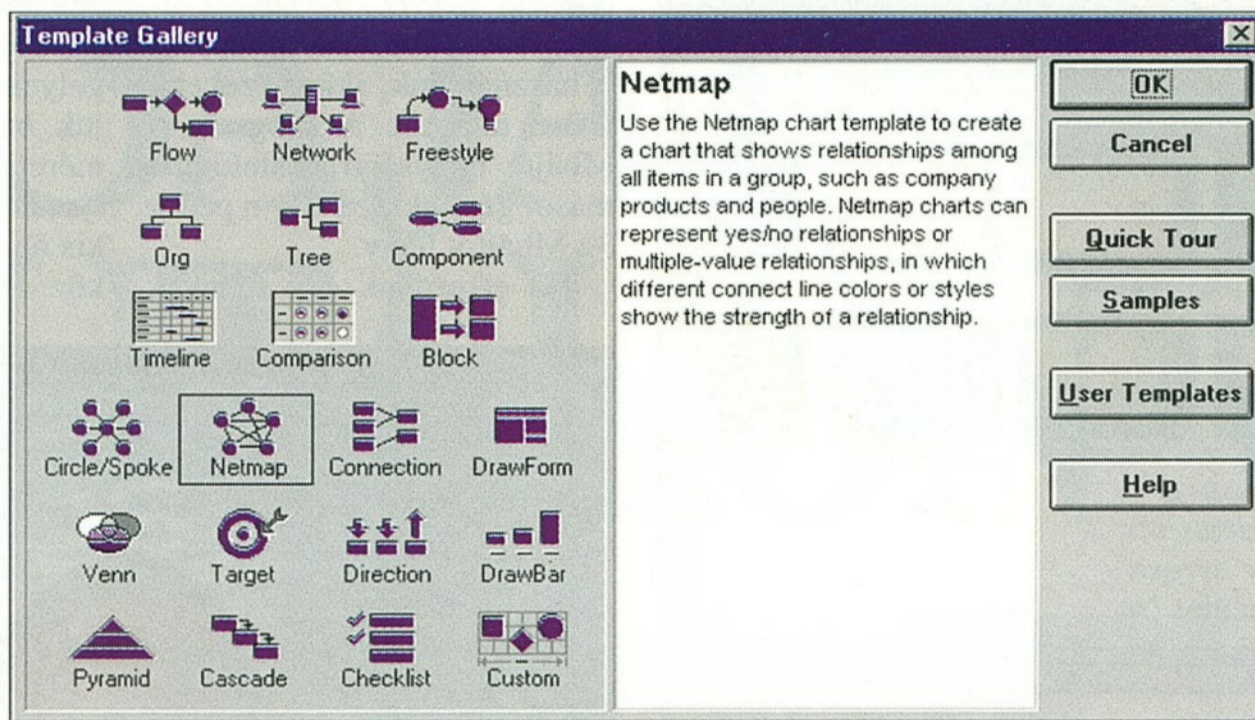 Template Gallery
Flow Network Freestyle
Org Tree Component
Timeline Comparison Block
Circle/Spoke Netmap Connection DrawForm
Venn Target Direction DrawBar
Pyramid Cascade Checklist Custom
Netmap
Use the Netmap chart template to create
a chart that shows relationships among
all items in a group, such as company
products and people. Netmap charts can
represent yes/no relationships or
multiple-value relationships, in which
different connect line colors or styles
show the strength of a relationship.
OK
Cancel
Quick Tour
Samples
User Templates
Help